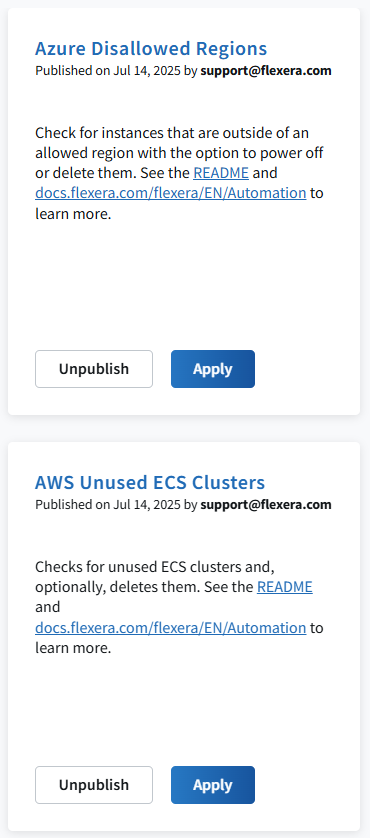 Azure Disallowed Regions
Published on Jul 14, 2025 by support@flexera.com
Check for instances that are outside of an
allowed region with the option to power off
or delete them. See the README and
docs.flexera.com/flexera/EN/Automation to
learn more.
Unpublish
Apply
AWS Unused ECS Clusters
Published on Jul 14, 2025 by support@flexera.com
Checks for unused ECS clusters and,
optionally, deletes them. See the README
and
docs.flexera.com/flexera/EN/Automation to
learn more.
Unpublish
Apply